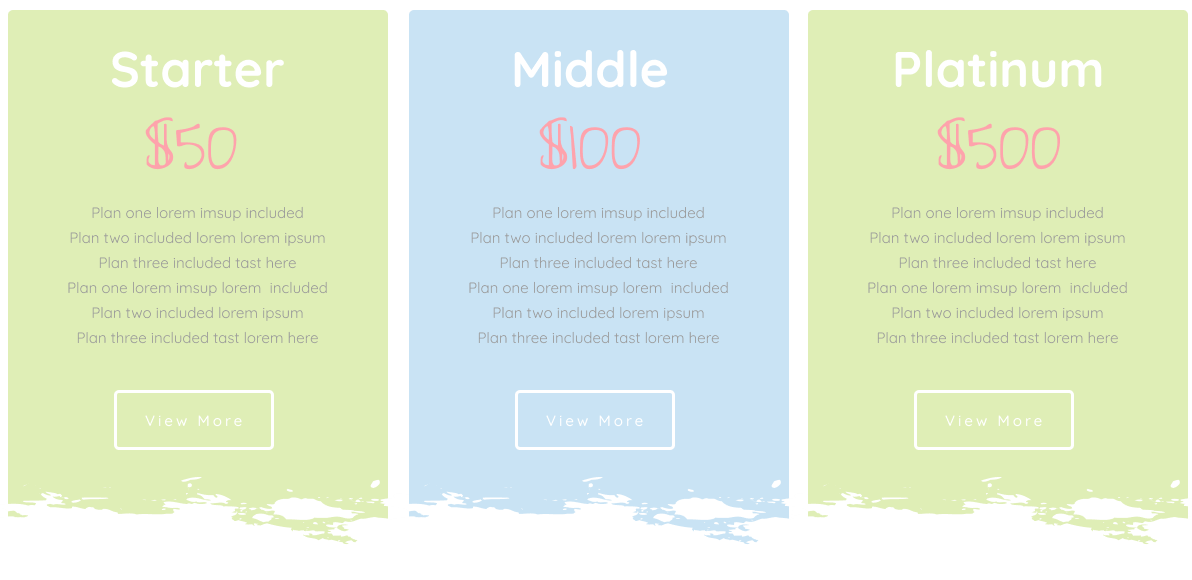 Starter
$50
Plan one lorem imsup included
Plan two included lorem lorem ipsum
Plan three included tast here
Plan one lorem imsup lorem  included
Plan two included lorem ipsum
Plan three included tast lorem here
View More
Middle
$100
Plan one lorem imsup included
Plan two included lorem lorem ipsum
Plan three included tast here
Plan one lorem imsup lorem  included
Plan two included lorem ipsum
Plan three included tast lorem here
View More
Platinum
$500
Plan one lorem imsup included
Plan two included lorem lorem ipsum
Plan three included tast here
Plan one lorem imsup lorem  included
Plan two included lorem ipsum
Plan three included tast lorem here
View More